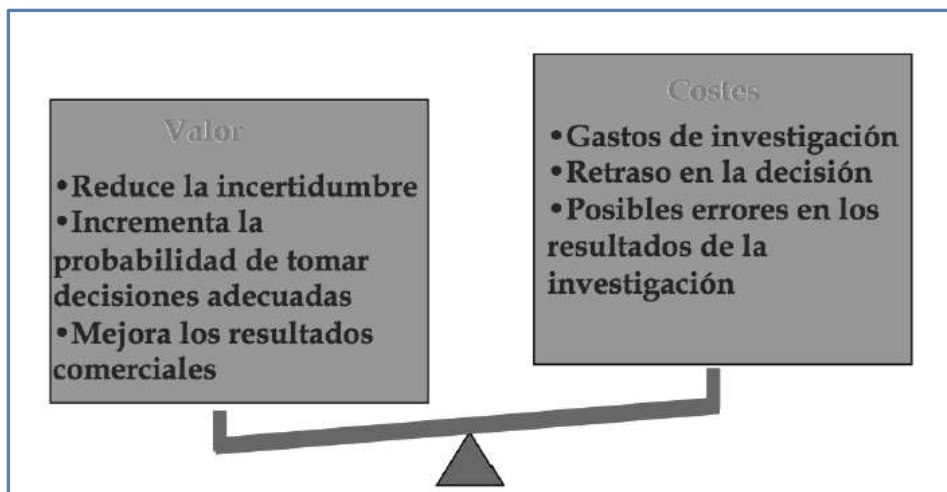 Valor
•Reduce la incertidumbre
•Incrementa la
probabilidad de tomar
decisiones adecuadas
•Mejora los resultados
comerciales
Costes
•Gastos de investigación
•Retraso en la decisión
•Posibles errores en los
resultados de la
investigación